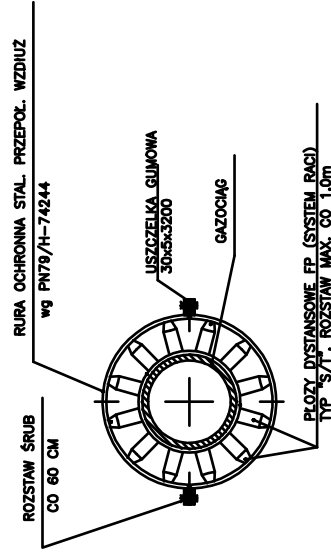 RURA OCHRONNA STAL. PRZEPOŁ. WZDŁUŻ
wg PN79/H-74244
ROZSTAW ŚRUB
CO 60 CM
USZCZELKA GUMOWA
30x5x3200
GAZOCIĄG
PŁOZY DYSTANSOWE FP (SYSTEM RACI)
TYP "S/T", ROZSTAW MAX. CO 1,0m